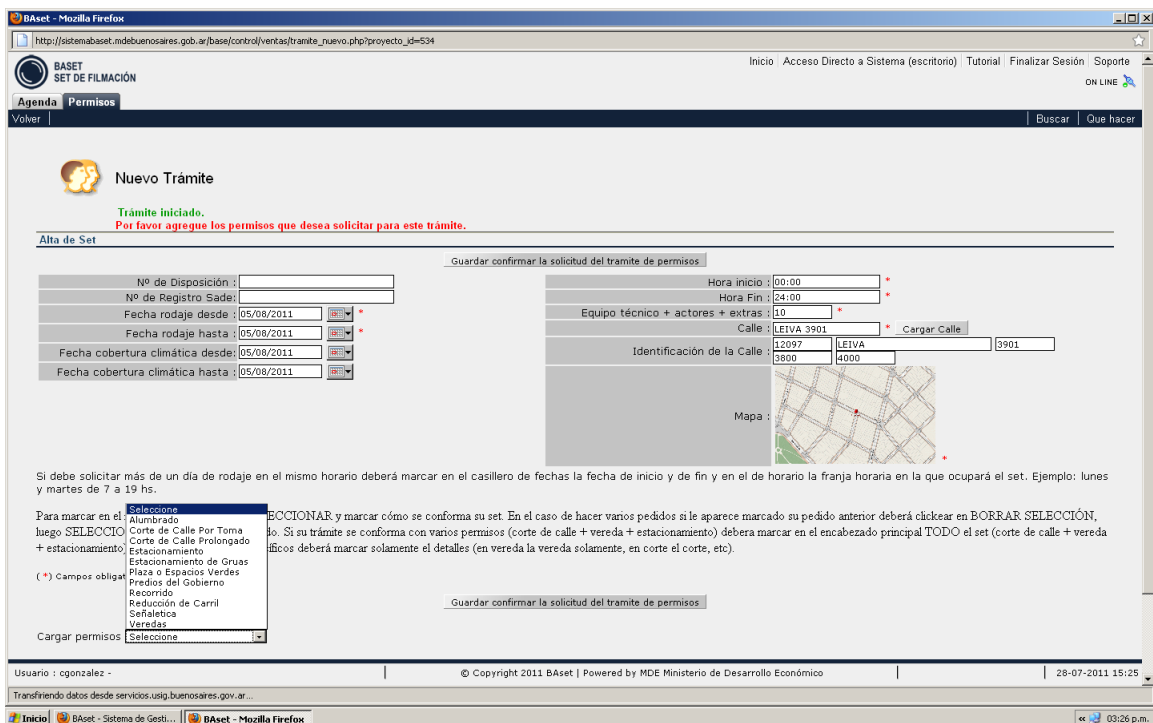 BAset - Mozilla Firefox
http://sistemabaset.mdebuenosaires.gob.ar/base/control/ventas/tramite_nuevo.php?proyecto_id=534
BASET
SET DE FILMACIÓN
Inicio Acceso Directo a Sistema (escritorio) Tutorial Finalizar Sesión Soporte
ON LINE
Agenda Permisos
Volver Buscar Que hacer
Nuevo Trámite
Trámite iniciado.
Por favor agregue los permisos que desea solicitar para este trámite.
Alta de Set
Guardar confirmar la solicitud del tramite de permisos
Nº de Disposición :
Nº de Registro Sade:
Fecha rodaje desde : 05/08/2011 *
Fecha rodaje hasta : 05/08/2011 *
Fecha cobertura climática desde: 05/08/2011
Fecha cobertura climática hasta : 05/08/2011
Hora inicio : 00:00 *
Hora Fin : 24:00 *
Equipo técnico + actores + extras : 10 *
Calle : LEIVA 3901 * Cargar Calle
Identificación de la Calle : 12097 LEIVA 3901
3800 4000
Mapa : *
Si debe solicitar más de un día de rodaje en el mismo horario deberá marcar en el casillero de fechas la fecha de inicio y de fin y en el de horario la franja horaria en la que ocupará el set. Ejemplo: lunes
y martes de 7 a 19 hs.
Para marcar en el ECCIONAR y marcar cómo se conforma su set. En el caso de hacer varios pedidos si le aparece marcado su pedido anterior deberá clickear en BORRAR SELECCIÓN,
luego SELECCIO do. Si su trámite se conforma con varios permisos (corte de calle + vereda + estacionamiento) debera marcar en el encabezado principal TODO el set (corte de calle + vereda
+ estacionamiento) ficos deberá marcar solamente el detalles (en vereda la vereda solamente, en corte el corte, etc).
(*) Campos obligat
Seleccione
Alumbrado
Corte de Calle Por Toma
Corte de Calle Prolongado
Estacionamiento
Estacionamiento de Gruas
Plaza o Espacios Verdes
Predios del Gobierno
Recorrido
Reducción de Carril
Señaletica
Veredas
Guardar confirmar la solicitud del tramite de permisos
Cargar permisos Seleccione
Usuario : cgonzalez - © Copyright 2011 BAset | Powered by MDE Ministerio de Desarrollo Económico 28-07-2011 15:25
Transfiriendo datos desde servicios.usig.buenosaires.gov.ar...
Inicio BAset - Sistema de Gesti... BAset - Mozilla Firefox « 03:26 p.m.